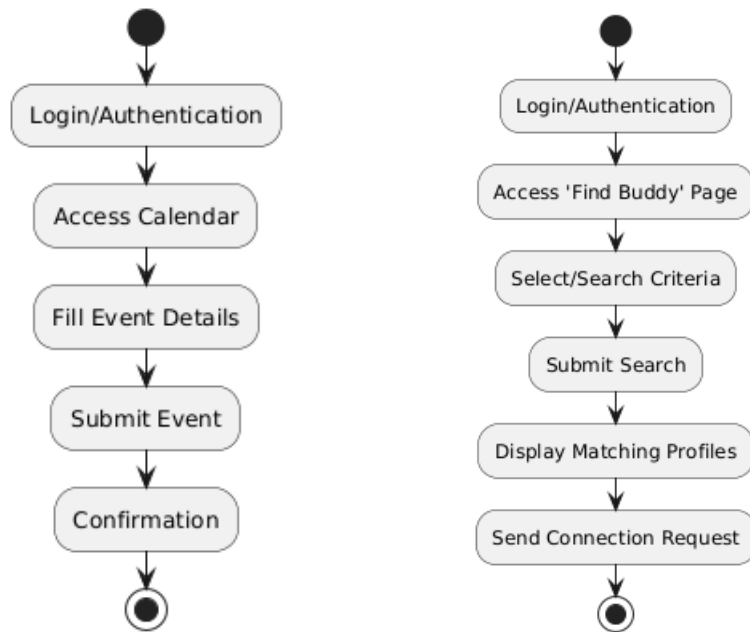 Login/Authentication
Access Calendar
Fill Event Details
Submit Event
Confirmation
Login/Authentication
Access 'Find Buddy' Page
Select/Search Criteria
Submit Search
Display Matching Profiles
Send Connection Request